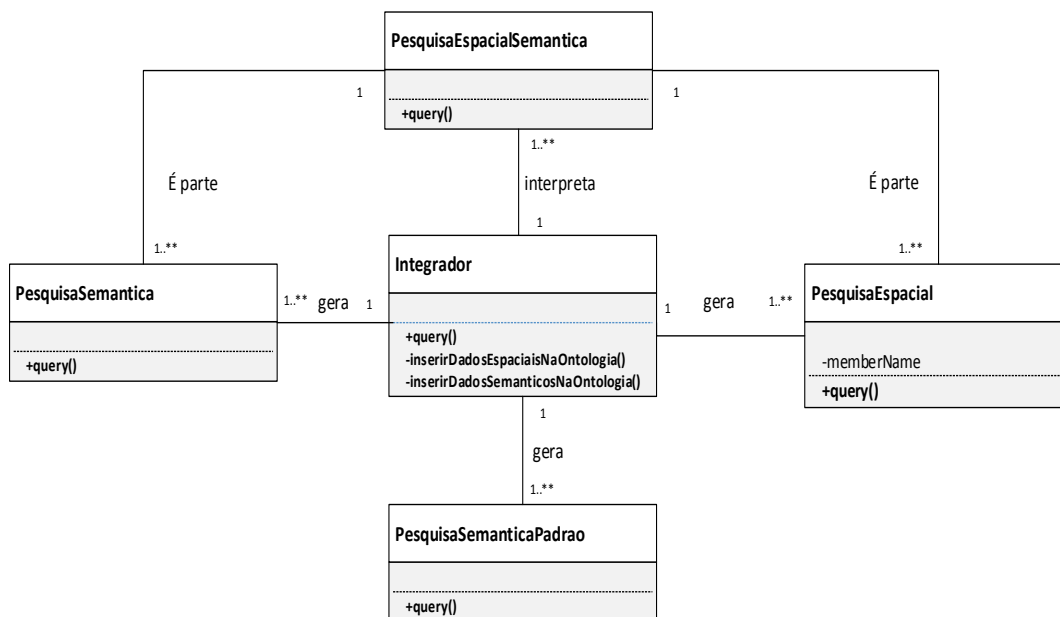 PesquisaEspacialSemantica
+query()
1
1
1..**
É parte
interpreta
É parte
1..**
1
1..**
PesquisaSemantica
+query()
1..**
gera
1
Integrador
+query()
-inserirDadosEspaciaisNaOntologia()
-inserirDadosSemanticosNaOntologia()
1
gera
1..**
PesquisaEspacial
-memberName
+query()
1
gera
1..**
PesquisaSemanticaPadrao
+query()